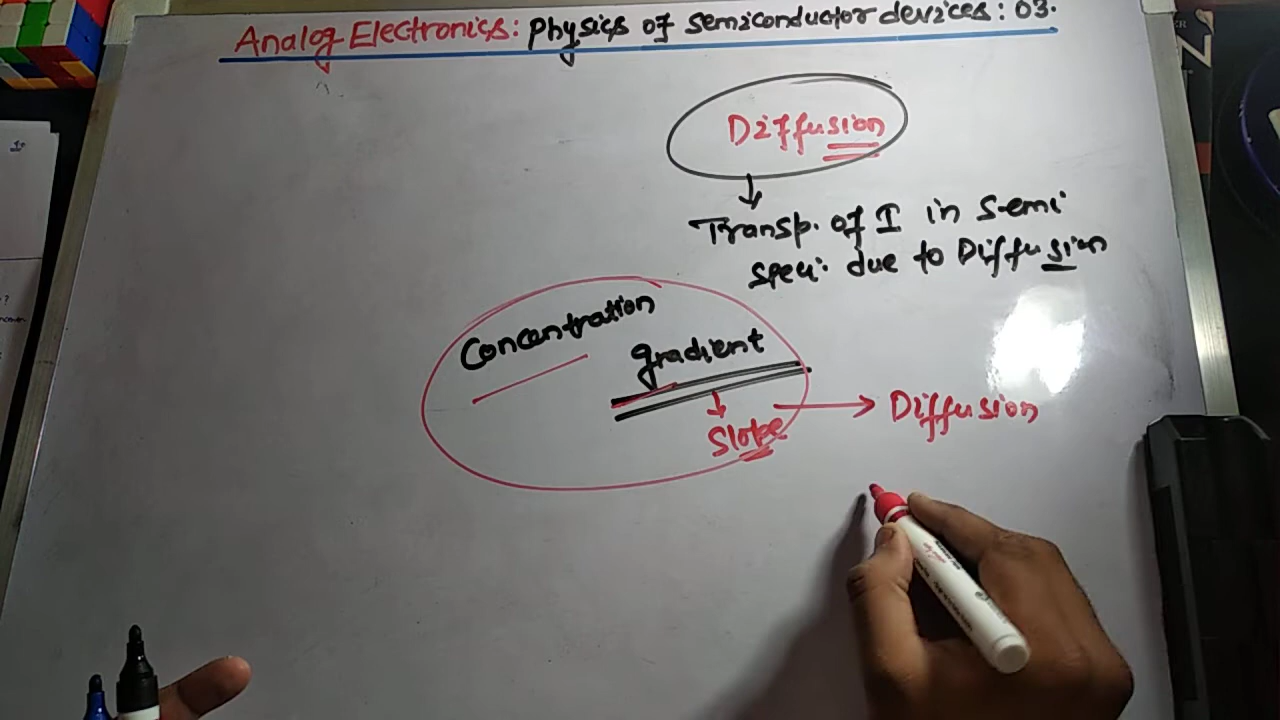 Analog Electronics: Physics of semiconductor devices: 03.
Diffusion
Transp. of I in semi
speci. due to Diffusion
Concentration
gradient
Slope
Diffusion